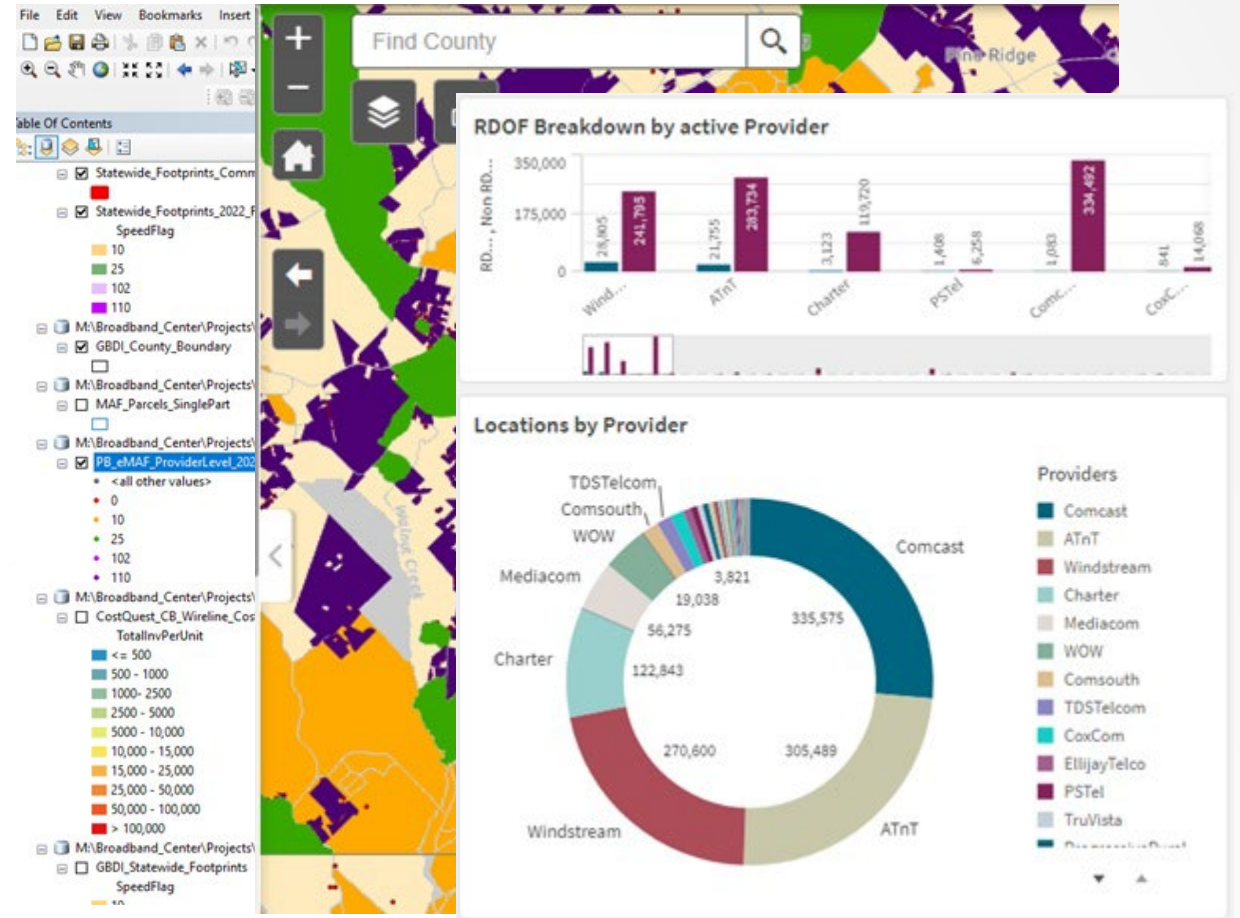 File Edit View Bookmarks Insert
Table Of Contents
Statewide_Footprints_Comm
Statewide_Footprints_2022_F
SpeedFlag
10
25
102
110
M:\Broadband_Center\Projects\
GBDI_County_Boundary
M:\Broadband_Center\Projects\
MAF_Parcels_SinglePart
M:\Broadband_Center\Projects\
PB_eMAF_ProviderLevel_202
<all other values>
0
10
25
102
110
M:\Broadband_Center\Projects\
CostQuest_CB_Wireline_Cos
TotalInvPerUnit
<= 500
500 - 1000
1000- 2500
2500 - 5000
5000 - 10,000
10,000 - 15,000
15,000 - 25,000
25,000 - 50,000
50,000 - 100,000
> 100,000
M:\Broadband_Center\Projects\
GBDI_Statewide_Footprints
SpeedFlag
10
Find County
Pine Ridge
Walnut Creek
RDOF Breakdown by active Provider
RD... , Non RD...
350,000
175,000
0
28,805
241,795
21,755
283,734
3,123
119,720
1,408
6,258
1,083
334,492
841
14,068
Wind...
ATnT
Charter
PSTel
Comc...
CoxC...
Locations by Provider
TDSTelcom
Comsouth
WOW
Mediacom
Charter
Windstream
ATnT
Comcast
3,821
19,038
56,275
122,843
270,600
305,489
335,575
Providers
Comcast
ATnT
Windstream
Charter
Mediacom
WOW
Comsouth
TDSTelcom
CoxCom
EllijayTelco
PSTel
TruVista